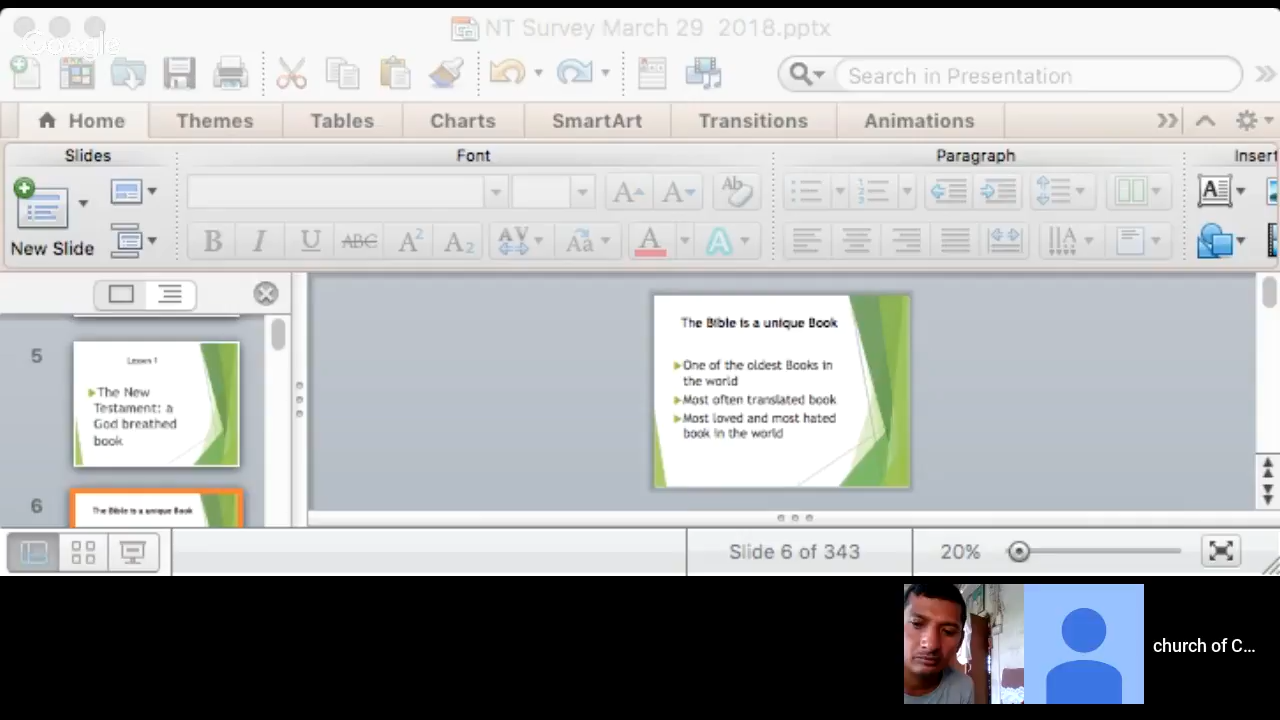 NT Survey March 29 2018.pptx
Google
Search in Presentation
Home Themes Tables Charts SmartArt Transitions Animations
Slides Font Paragraph Insert
New Slide
5
Lesson 1
The New
Testament: a
God breathed
book
6
The Bible is a unique Book
The Bible is a unique Book
One of the oldest Books in
the world
Most often translated book
Most loved and most hated
book in the world
Slide 6 of 343
20%
church of C...